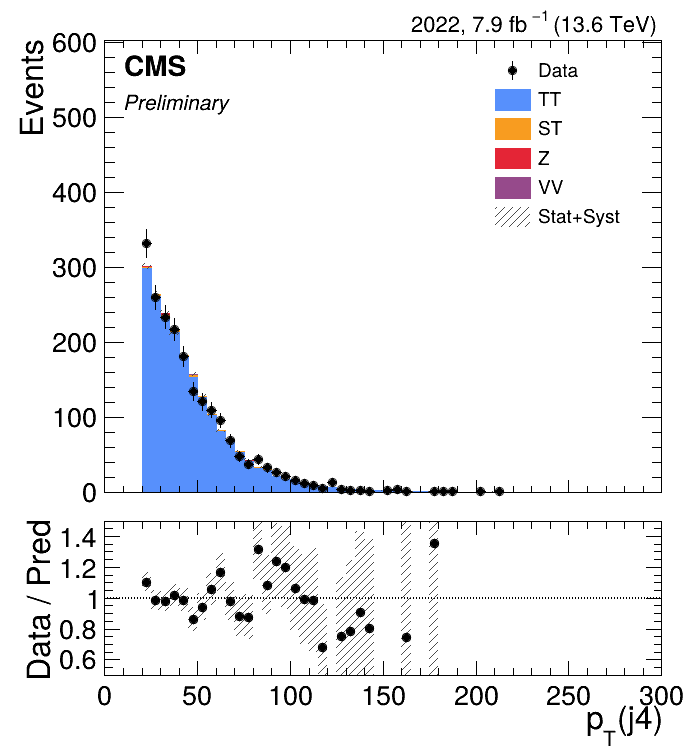 2022, 7.9 fb⁻¹ (13.6 TeV)
Events
600
500
400
300
200
100
0
CMS
Preliminary
Data
TT
ST
Z
VV
Stat+Syst
Data / Pred
1.4
1.2
1
0.8
0.6
0 50 100 150 200 250 300
p_T(j4)